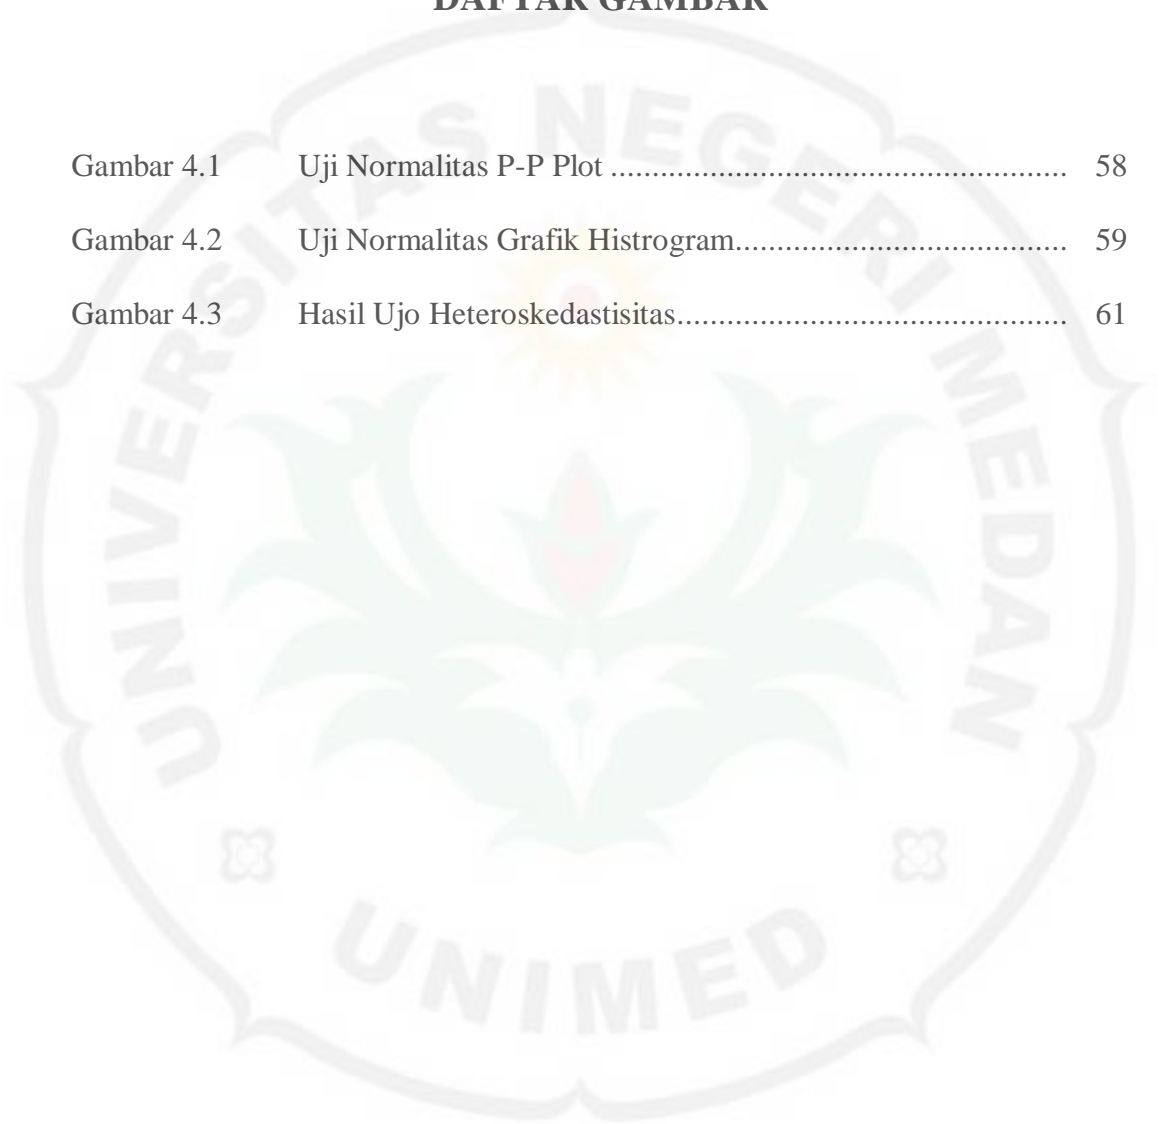 DAFTAR GAMBAR
UNIVERSITAS NEGERI MEDAN
Gambar 4.1 Uji Normalitas P-P Plot ....................................................... 58
Gambar 4.2 Uji Normalitas Grafik Histrogram........................................ 59
Gambar 4.3 Hasil Ujo Heteroskedastisitas............................................... 61
UNIMED